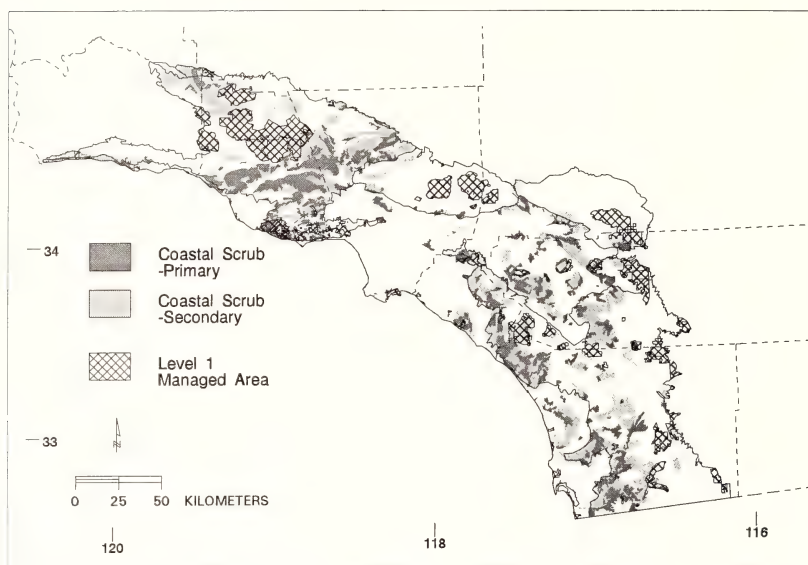 34
Coastal Scrub
-Primary
Coastal Scrub
-Secondary
Level 1
Managed Area
N
33
0 25 50 KILOMETERS
120
118
116